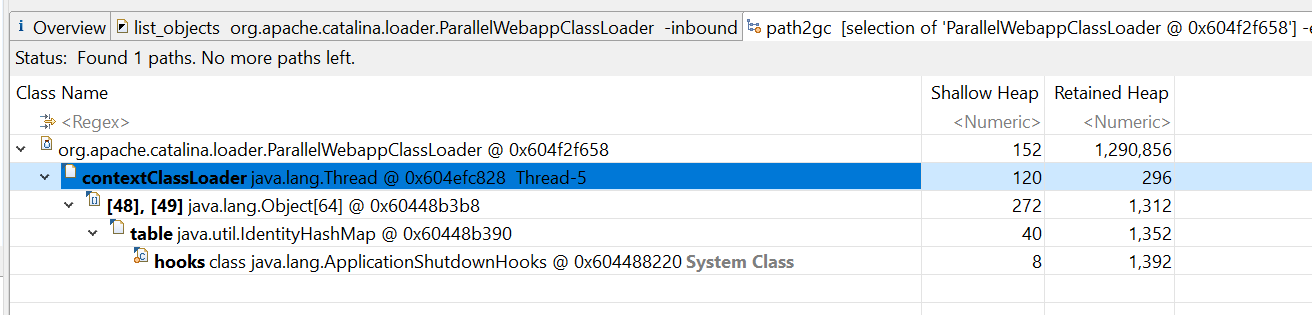 Overview list_objects org.apache.catalina.loader.ParallelWebappClassLoader -inbound path2gc [selection of 'ParallelWebappClassLoader @ 0x604f2f658'] -e
Status: Found 1 paths. No more paths left.
Class Name Shallow Heap Retained Heap
<Regex> <Numeric> <Numeric>
org.apache.catalina.loader.ParallelWebappClassLoader @ 0x604f2f658 152 1,290,856
contextClassLoader java.lang.Thread @ 0x604efc828 Thread-5 120 296
[48], [49] java.lang.Object[64] @ 0x60448b3b8 272 1,312
table java.util.IdentityHashMap @ 0x60448b390 40 1,352
hooks class java.lang.ApplicationShutdownHooks @ 0x604488220 System Class 8 1,392